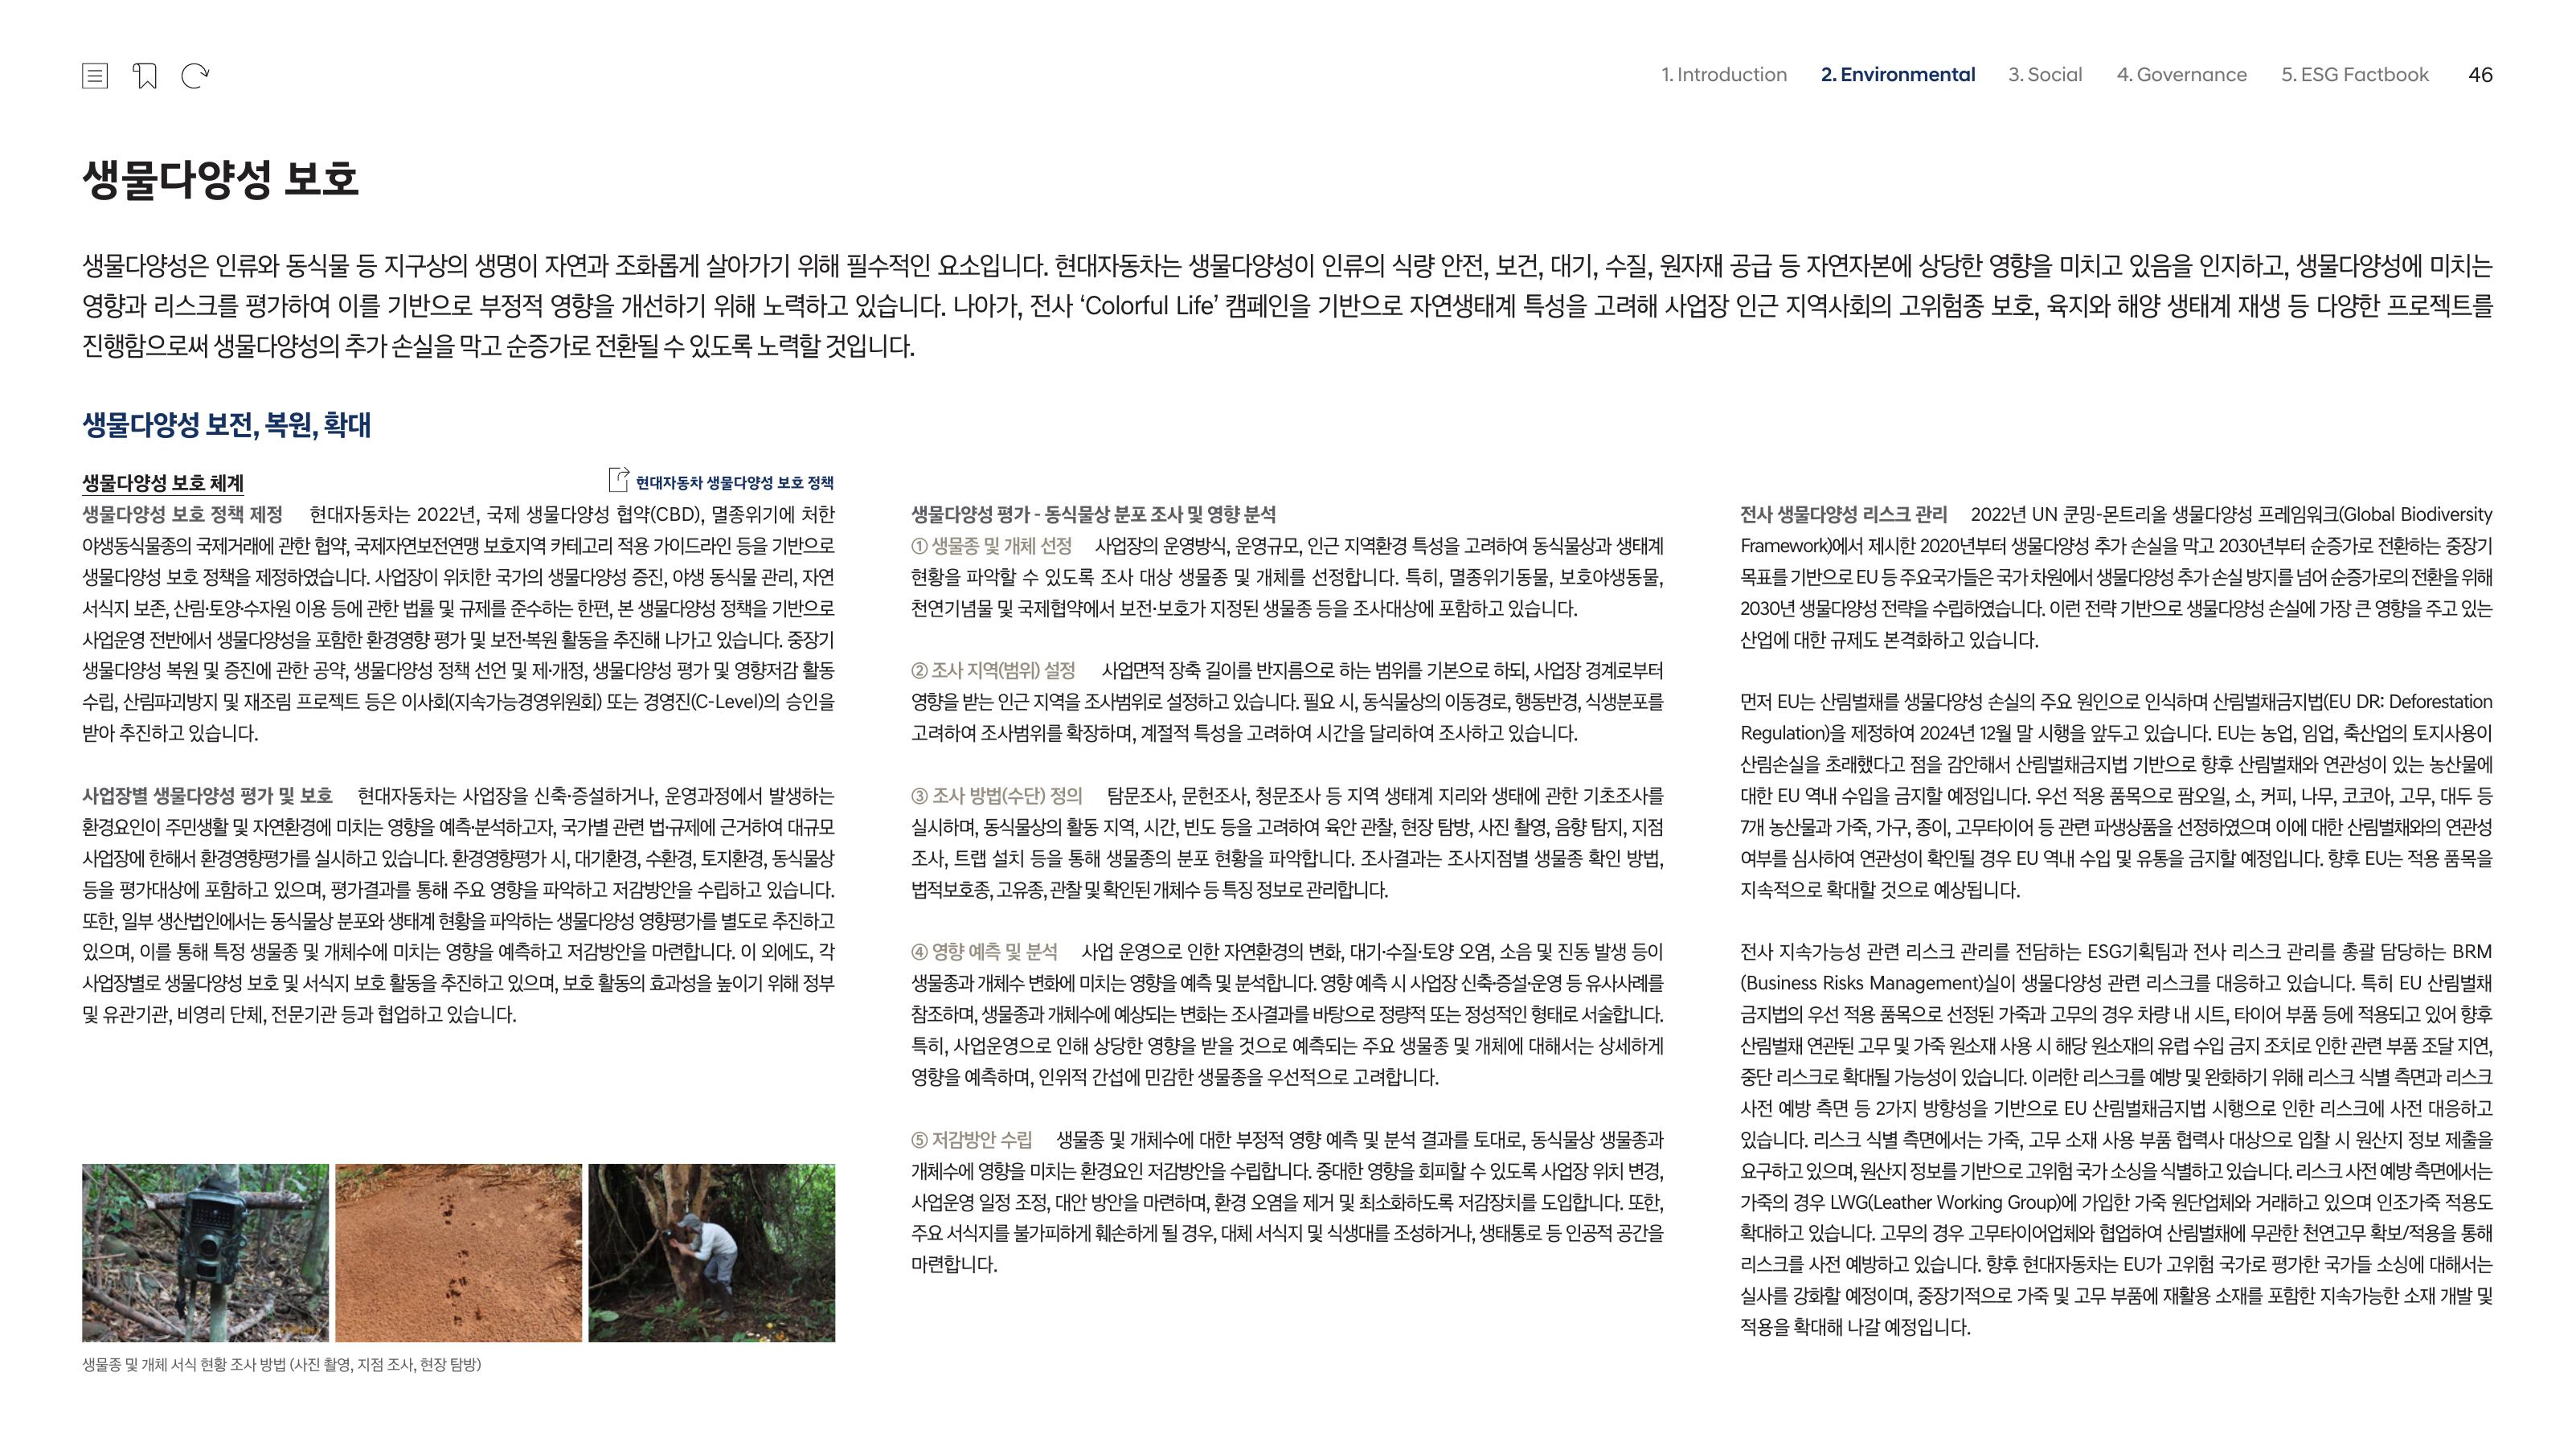 1. Introduction 2. Environmental 3. Social 4. Governance 5. ESG Factbook 46
생물다양성 보호
생물다양성은 인류와 동식물 등 지구상의 생명이 자연과 조화롭게 살아가기 위해 필수적인 요소입니다. 현대자동차는 생물다양성이 인류의 식량 안전, 보건, 대기, 수질, 원자재 공급 등 자연자본에 상당한 영향을 미치고 있음을 인지하고, 생물다양성에 미치는
영향과 리스크를 평가하여 이를 기반으로 부정적 영향을 개선하기 위해 노력하고 있습니다. 나아가, 전사 ‘Colorful Life’ 캠페인을 기반으로 자연생태계 특성을 고려해 사업장 인근 지역사회의 고위험종 보호, 육지와 해양 생태계 재생 등 다양한 프로젝트를
진행함으로써 생물다양성의 추가 손실을 막고 순증가로 전환될 수 있도록 노력할 것입니다.
생물다양성 보전, 복원, 확대
생물다양성 보호 체계
현대자동차 생물다양성 보호 정책
생물다양성 보호 정책 제정 현대자동차는 2022년, 국제 생물다양성 협약(CBD), 멸종위기에 처한
야생동식물종의 국제거래에 관한 협약, 국제자연보전연맹 보호지역 카테고리 적용 가이드라인 등을 기반으로
생물다양성 보호 정책을 제정하였습니다. 사업장이 위치한 국가의 생물다양성 증진, 야생 동식물 관리, 자연
서식지 보존, 산림·토양·수자원 이용 등에 관한 법률 및 규제를 준수하는 한편, 본 생물다양성 정책을 기반으로
사업운영 전반에서 생물다양성을 포함한 환경영향 평가 및 보전·복원 활동을 추진해 나가고 있습니다. 중장기
생물다양성 복원 및 증진에 관한 공약, 생물다양성 정책 선언 및 제·개정, 생물다양성 평가 및 영향저감 활동
수립, 산림파괴방지 및 재조림 프로젝트 등은 이사회(지속가능경영위원회) 또는 경영진(C-Level)의 승인을
받아 추진하고 있습니다.
사업장별 생물다양성 평가 및 보호 현대자동차는 사업장을 신축·증설하거나, 운영과정에서 발생하는
환경요인이 주민생활 및 자연환경에 미치는 영향을 예측·분석하고자, 국가별 관련 법·규제에 근거하여 대규모
사업장에 한해서 환경영향평가를 실시하고 있습니다. 환경영향평가 시, 대기환경, 수환경, 토지환경, 동식물상
등을 평가대상에 포함하고 있으며, 평가결과를 통해 주요 영향을 파악하고 저감방안을 수립하고 있습니다.
또한, 일부 생산법인에서는 동식물상 분포와 생태계 현황을 파악하는 생물다양성 영향평가를 별도로 추진하고
있으며, 이를 통해 특정 생물종 및 개체수에 미치는 영향을 예측하고 저감방안을 마련합니다. 이 외에도, 각
사업장별로 생물다양성 보호 및 서식지 보호 활동을 추진하고 있으며, 보호 활동의 효과성을 높이기 위해 정부
및 유관기관, 비영리 단체, 전문기관 등과 협업하고 있습니다.
생물종 및 개체 서식 현황 조사 방법 (사진 촬영, 지점 조사, 현장 탐방)
생물다양성 평가 - 동식물상 분포 조사 및 영향 분석
① 생물종 및 개체 선정 사업장의 운영방식, 운영규모, 인근 지역환경 특성을 고려하여 동식물상과 생태계
현황을 파악할 수 있도록 조사 대상 생물종 및 개체를 선정합니다. 특히, 멸종위기동물, 보호야생동물,
천연기념물 및 국제협약에서 보전·보호가 지정된 생물종 등을 조사대상에 포함하고 있습니다.
② 조사 지역(범위) 설정 사업면적 장축 길이를 반지름으로 하는 범위를 기본으로 하되, 사업장 경계로부터
영향을 받는 인근 지역을 조사범위로 설정하고 있습니다. 필요 시, 동식물상의 이동경로, 행동반경, 식생분포를
고려하여 조사범위를 확장하며, 계절적 특성을 고려하여 시간을 달리하여 조사하고 있습니다.
③ 조사 방법(수단) 정의 탐문조사, 문헌조사, 청문조사 등 지역 생태계 지리와 생태에 관한 기초조사를
실시하며, 동식물상의 활동 지역, 시간, 빈도 등을 고려하여 육안 관찰, 현장 탐방, 사진 촬영, 음향 탐지, 지점
조사, 트랩 설치 등을 통해 생물종의 분포 현황을 파악합니다. 조사결과는 조사지점별 생물종 확인 방법,
법적보호종, 고유종, 관찰 및 확인된 개체수 등 특징 정보로 관리합니다.
④ 영향 예측 및 분석 사업 운영으로 인한 자연환경의 변화, 대기·수질·토양 오염, 소음 및 진동 발생 등이
생물종과 개체수 변화에 미치는 영향을 예측 및 분석합니다. 영향 예측 시 사업장 신축·증설·운영 등 유사사례를
참조하며, 생물종과 개체수에 예상되는 변화는 조사결과를 바탕으로 정량적 또는 정성적인 형태로 서술합니다.
특히, 사업운영으로 인해 상당한 영향을 받을 것으로 예측되는 주요 생물종 및 개체에 대해서는 상세하게
영향을 예측하며, 인위적 간섭에 민감한 생물종을 우선적으로 고려합니다.
⑤ 저감방안 수립 생물종 및 개체수에 대한 부정적 영향 예측 및 분석 결과를 토대로, 동식물상 생물종과
개체수에 영향을 미치는 환경요인 저감방안을 수립합니다. 중대한 영향을 회피할 수 있도록 사업장 위치 변경,
사업운영 일정 조정, 대안 방안을 마련하며, 환경 오염을 제거 및 최소화하도록 저감장치를 도입합니다. 또한,
주요 서식지를 불가피하게 훼손하게 될 경우, 대체 서식지 및 식생대를 조성하거나, 생태통로 등 인공적 공간을
마련합니다.
전사 생물다양성 리스크 관리 2022년 UN 쿤밍-몬트리올 생물다양성 프레임워크(Global Biodiversity
Framework)에서 제시한 2020년부터 생물다양성 추가 손실을 막고 2030년부터 순증가로 전환하는 중장기
목표를 기반으로 EU 등 주요국가들은 국가 차원에서 생물다양성 추가 손실 방지를 넘어 순증가로의 전환을 위해
2030년 생물다양성 전략을 수립하였습니다. 이런 전략 기반으로 생물다양성 손실에 가장 큰 영향을 주고 있는
산업에 대한 규제도 본격화하고 있습니다.
먼저 EU는 산림벌채를 생물다양성 손실의 주요 원인으로 인식하며 산림벌채금지법(EU DR: Deforestation
Regulation)을 제정하여 2024년 12월 말 시행을 앞두고 있습니다. EU는 농업, 임업, 축산업의 토지사용이
산림손실을 초래했다고 점을 감안해서 산림벌채금지법 기반으로 향후 산림벌채와 연관성이 있는 농산물에
대한 EU 역내 수입을 금지할 예정입니다. 우선 적용 품목으로 팜오일, 소, 커피, 나무, 코코아, 고무, 대두 등
7개 농산물과 가죽, 가구, 종이, 고무타이어 등 관련 파생상품을 선정하였으며 이에 대한 산림벌채와의 연관성
여부를 심사하여 연관성이 확인될 경우 EU 역내 수입 및 유통을 금지할 예정입니다. 향후 EU는 적용 품목을
지속적으로 확대할 것으로 예상됩니다.
전사 지속가능성 관련 리스크 관리를 전담하는 ESG기획팀과 전사 리스크 관리를 총괄 담당하는 BRM
(Business Risks Management)실이 생물다양성 관련 리스크를 대응하고 있습니다. 특히 EU 산림벌채
금지법의 우선 적용 품목으로 선정된 가죽과 고무의 경우 차량 내 시트, 타이어 부품 등에 적용되고 있어 향후
산림벌채 연관된 고무 및 가죽 원소재 사용 시 해당 원소재의 유럽 수입 금지 조치로 인한 관련 부품 조달 지연,
중단 리스크로 확대될 가능성이 있습니다. 이러한 리스크를 예방 및 완화하기 위해 리스크 식별 측면과 리스크
사전 예방 측면 등 2가지 방향성을 기반으로 EU 산림벌채금지법 시행으로 인한 리스크에 사전 대응하고
있습니다. 리스크 식별 측면에서는 가죽, 고무 소재 사용 부품 협력사 대상으로 입찰 시 원산지 정보 제출을
요구하고 있으며, 원산지 정보를 기반으로 고위험 국가 소싱을 식별하고 있습니다. 리스크 사전 예방 측면에서는
가죽의 경우 LWG(Leather Working Group)에 가입한 가죽 원단업체와 거래하고 있으며 인조가죽 적용도
확대하고 있습니다. 고무의 경우 고무타이어업체와 협업하여 산림벌채에 무관한 천연고무 확보/적용을 통해
리스크를 사전 예방하고 있습니다. 향후 현대자동차는 EU가 고위험 국가로 평가한 국가들 소싱에 대해서는
실사를 강화할 예정이며, 중장기적으로 가죽 및 고무 부품에 재활용 소재를 포함한 지속가능한 소재 개발 및
적용을 확대해 나갈 예정입니다.